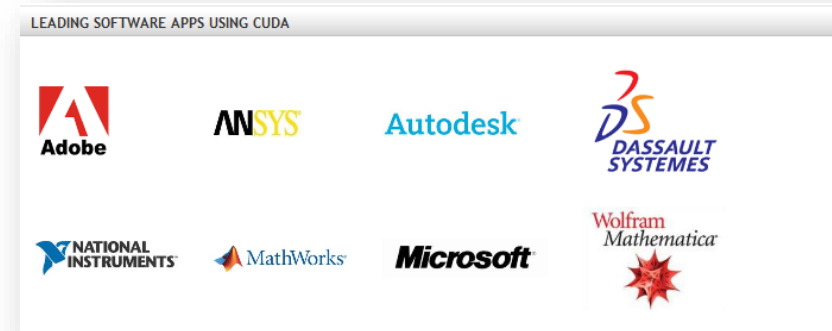 LEADING SOFTWARE APPS USING CUDA
Adobe
ANSYS
Autodesk
DASSAULT
SYSTEMES
NATIONAL
INSTRUMENTS
MathWorks
Microsoft
Wolfram
Mathematica